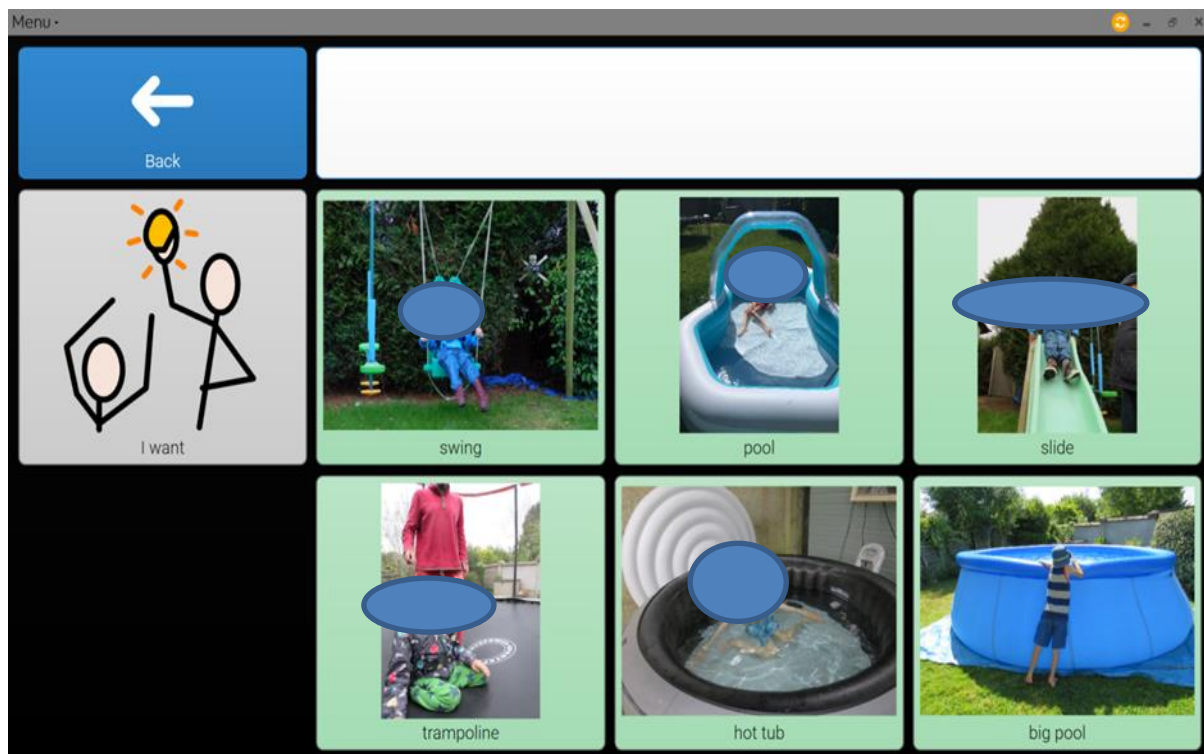 Menu
Back
I want
swing
pool
slide
trampoline
hot tub
big pool